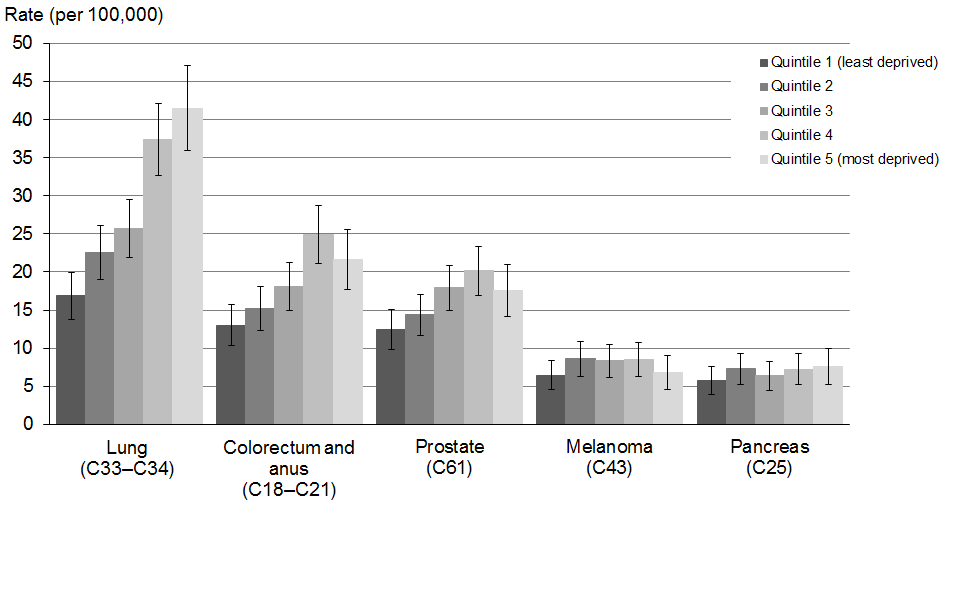 Rate (per 100,000)
50
45
40
35
30
25
20
15
10
5
0
Quintile 1 (least deprived)
Quintile 2
Quintile 3
Quintile 4
Quintile 5 (most deprived)
Lung
(C33–C34)
Colorectum and
anus
(C18–C21)
Prostate
(C61)
Melanoma
(C43)
Pancreas
(C25)